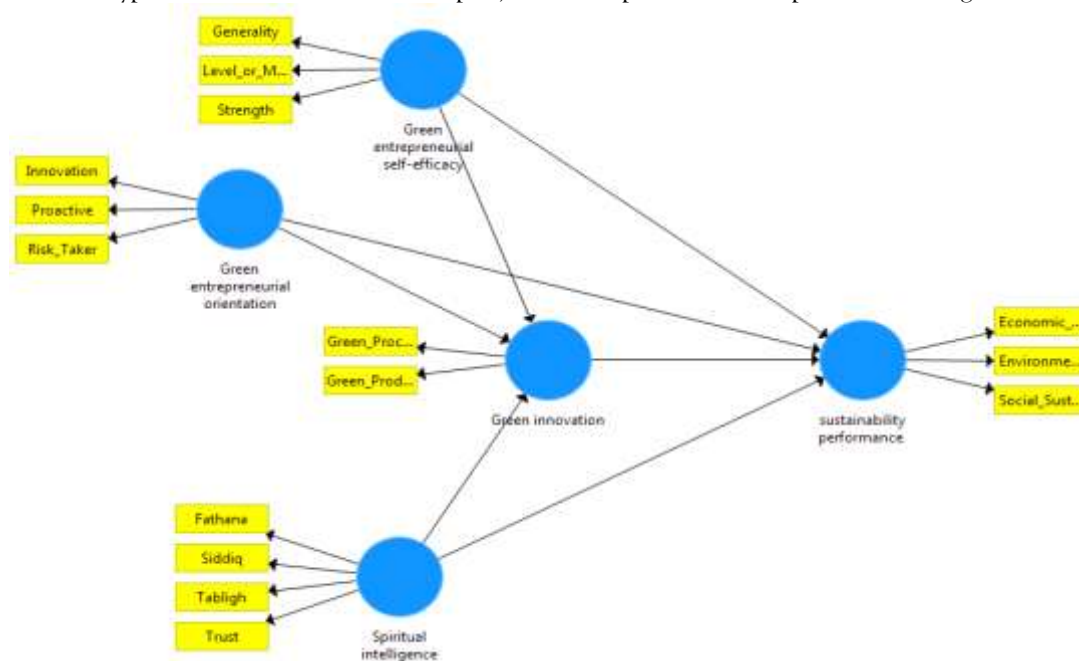 Generality
Level_or_M...
Strength
Green
entrepreneurial
self-efficacy
Innovation
Proactive
Risk_Taker
Green
entrepreneurial
orientation
Green_Proc...
Green_Prod...
Green innovation
Economic_...
Environme...
Social_Sust...
sustainability
performance
Fathana
Siddiq
Tabligh
Trust
Spiritual
intelligence